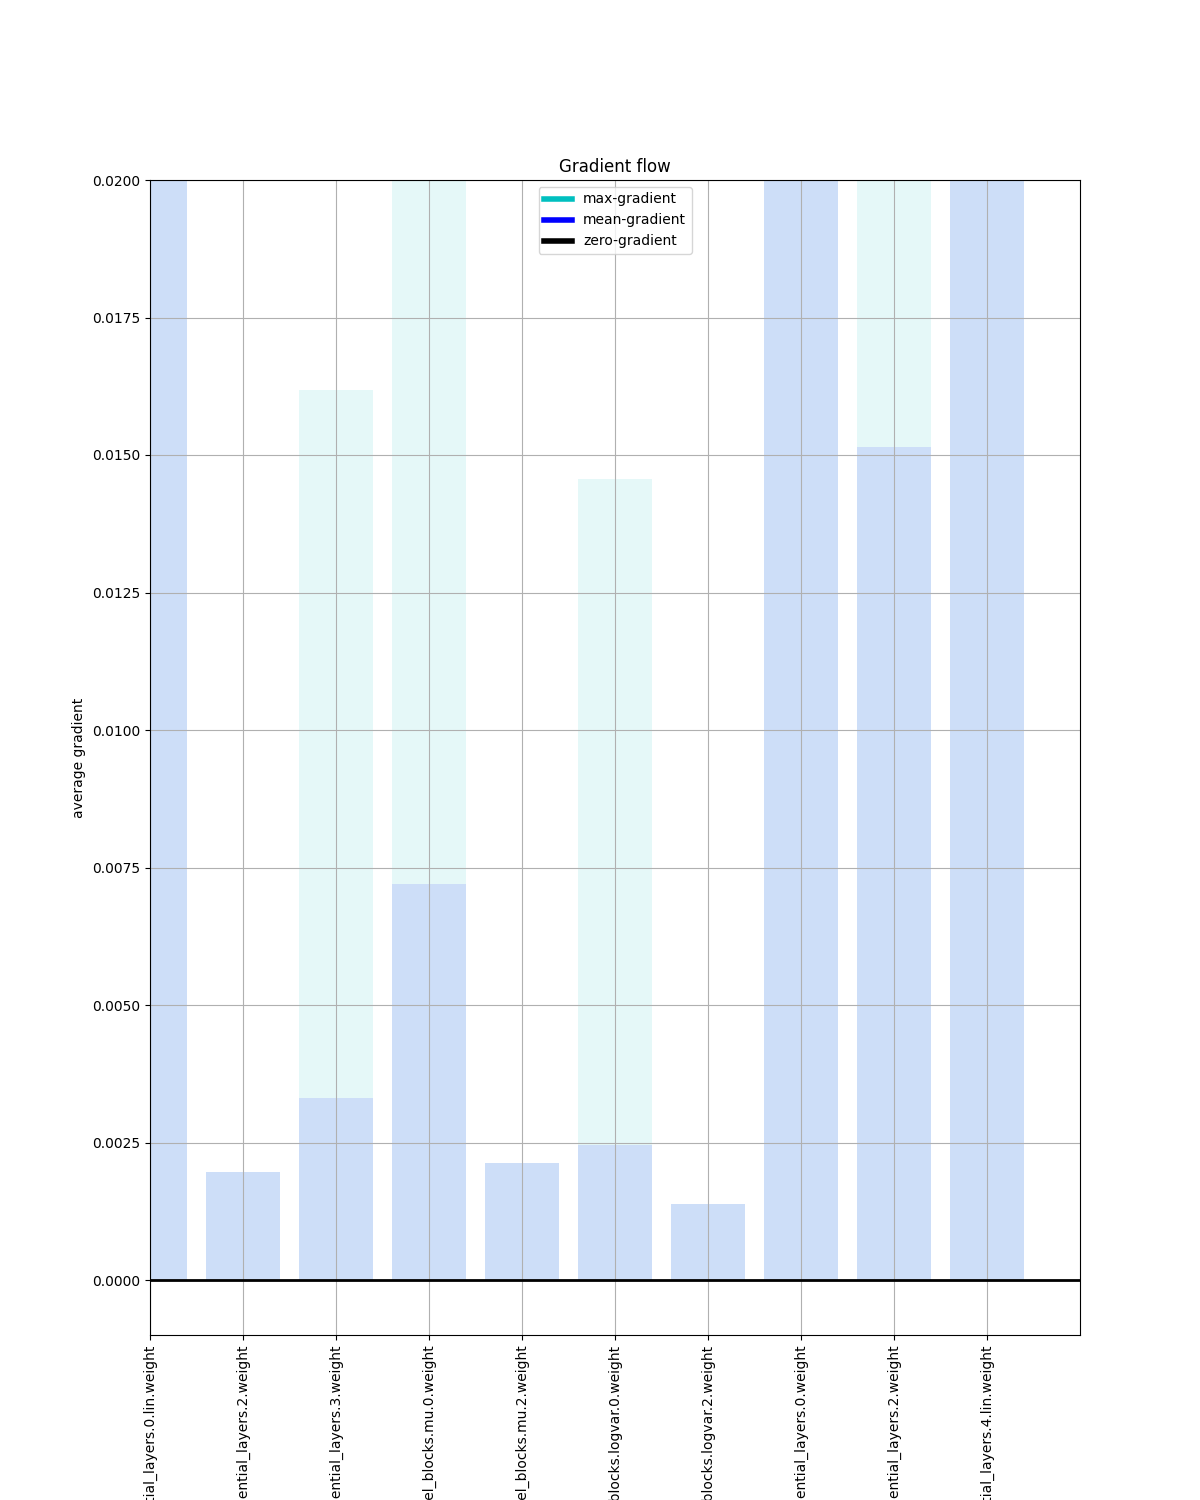 Gradient flow
max-gradient
mean-gradient
zero-gradient
0.0200
0.0175
0.0150
0.0125
0.0100
0.0075
0.0050
0.0025
0.0000
average gradient
tial_layers.0.lin.weight
ential_layers.2.weight
ential_layers.3.weight
el_blocks.mu.0.weight
el_blocks.mu.2.weight
blocks.logvar.0.weight
blocks.logvar.2.weight
ential_layers.0.weight
ential_layers.2.weight
tial_layers.4.lin.weight